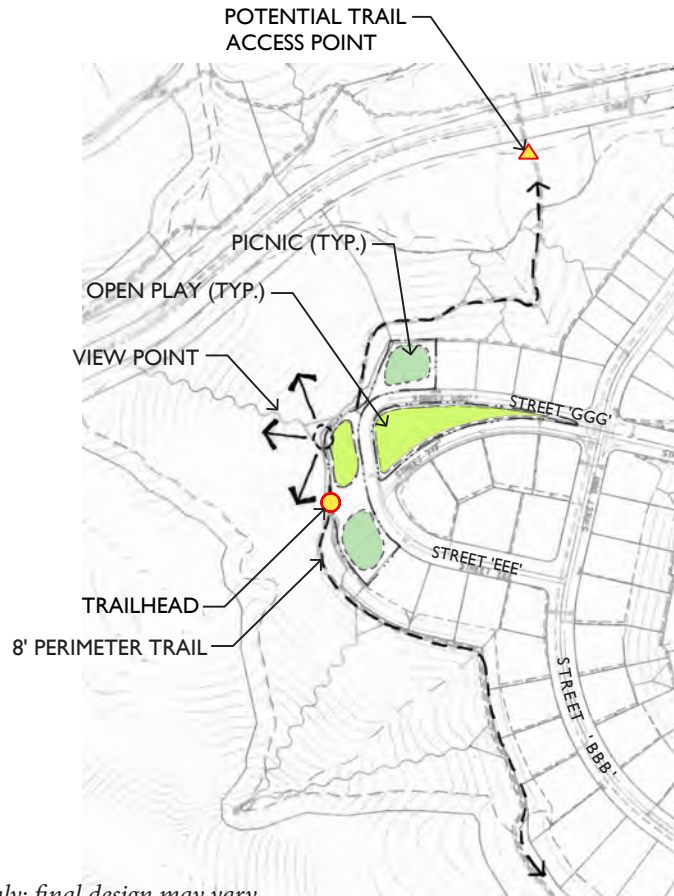 POTENTIAL TRAIL
ACCESS POINT
PICNIC (TYP.)
OPEN PLAY (TYP.)
VIEW POINT
STREET 'GGG'
STREET 'EEE'
TRAILHEAD
8' PERIMETER TRAIL
STREET 'BBB'
final design may vary